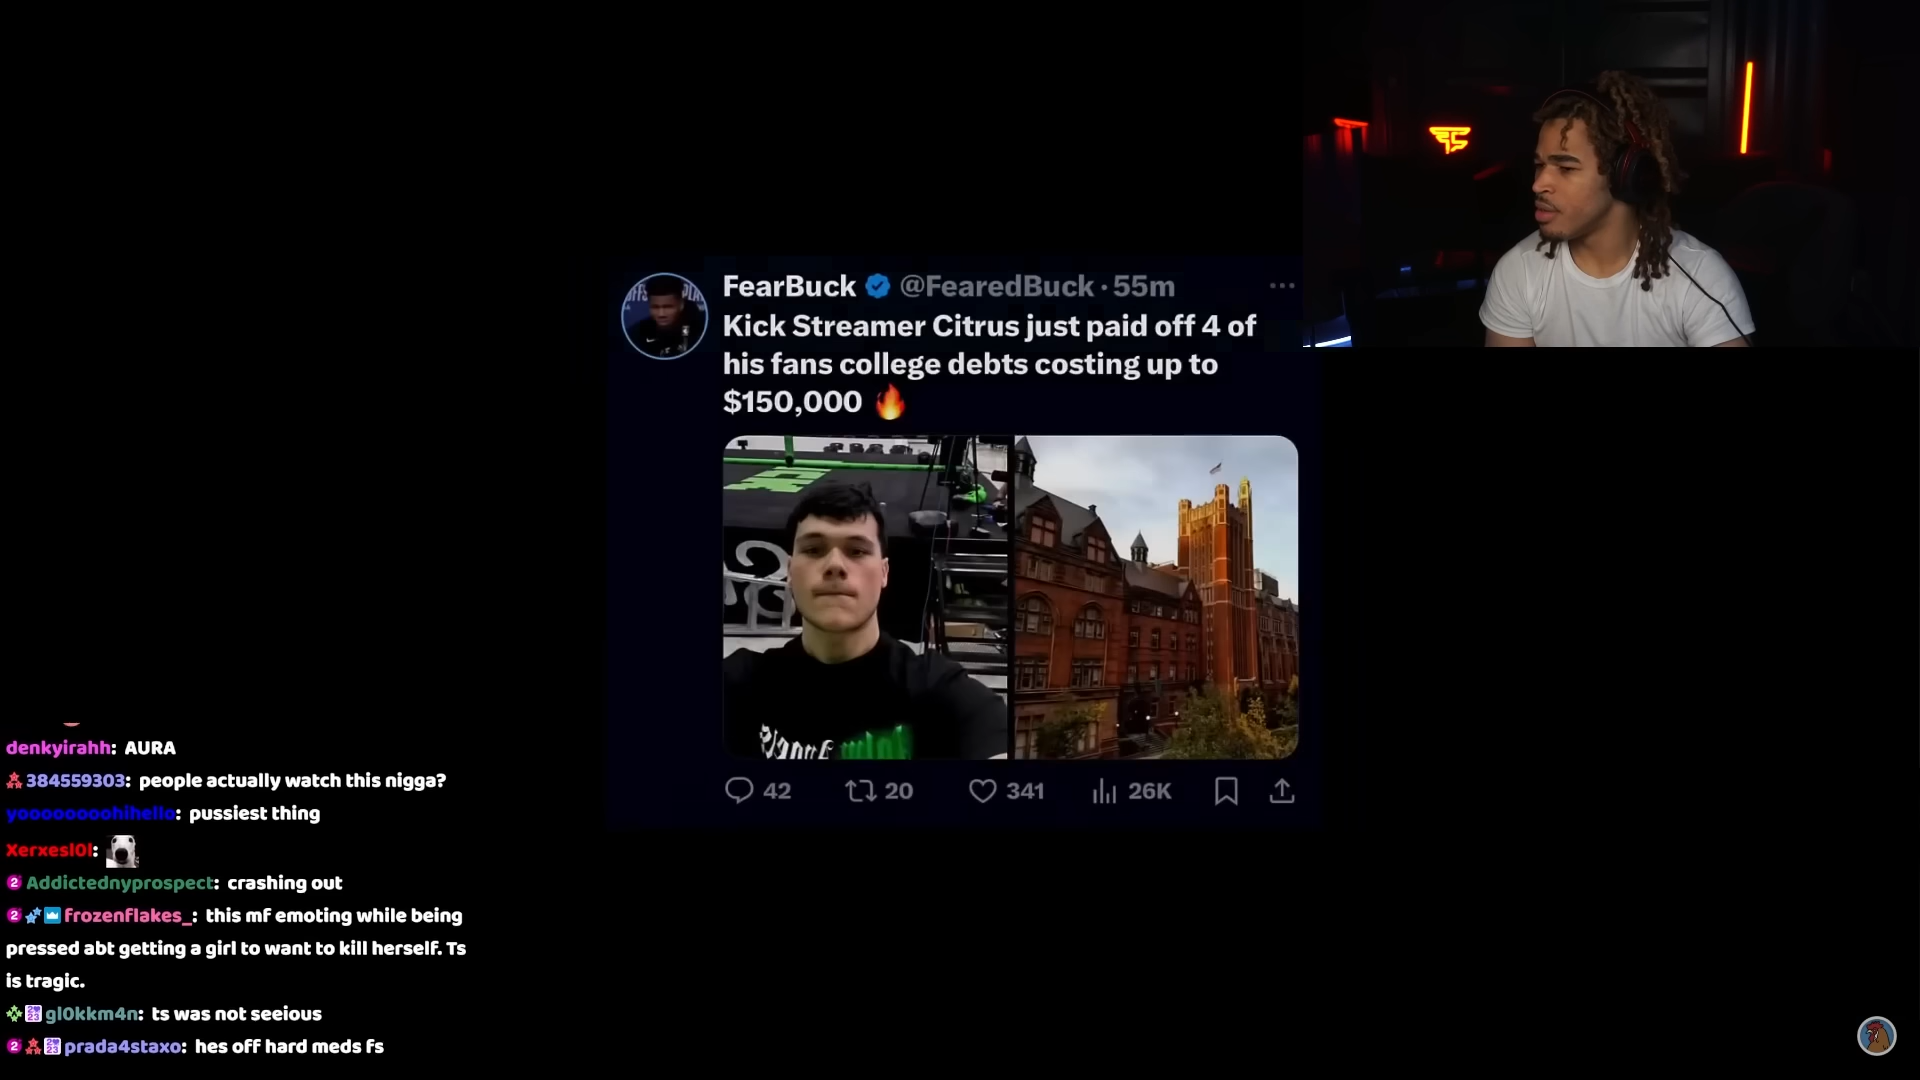 FearBuck @FearedBuck · 55m
Kick Streamer Citrus just paid off 4 of
his fans college debts costing up to
$150,000 🔥
42 20 341 26K
denkyirahh: AURA
384559303: people actually watch this nigga?
yoooooooohihello: pussiest thing
Xerxesl0l:
Addictednyprospect: crashing out
frozenflakes_: this mf emoting while being
pressed abt getting a girl to want to kill herself. Ts
is tragic.
gl0kkm4n: ts was not seeious
prada4staxo: hes off hard meds fs